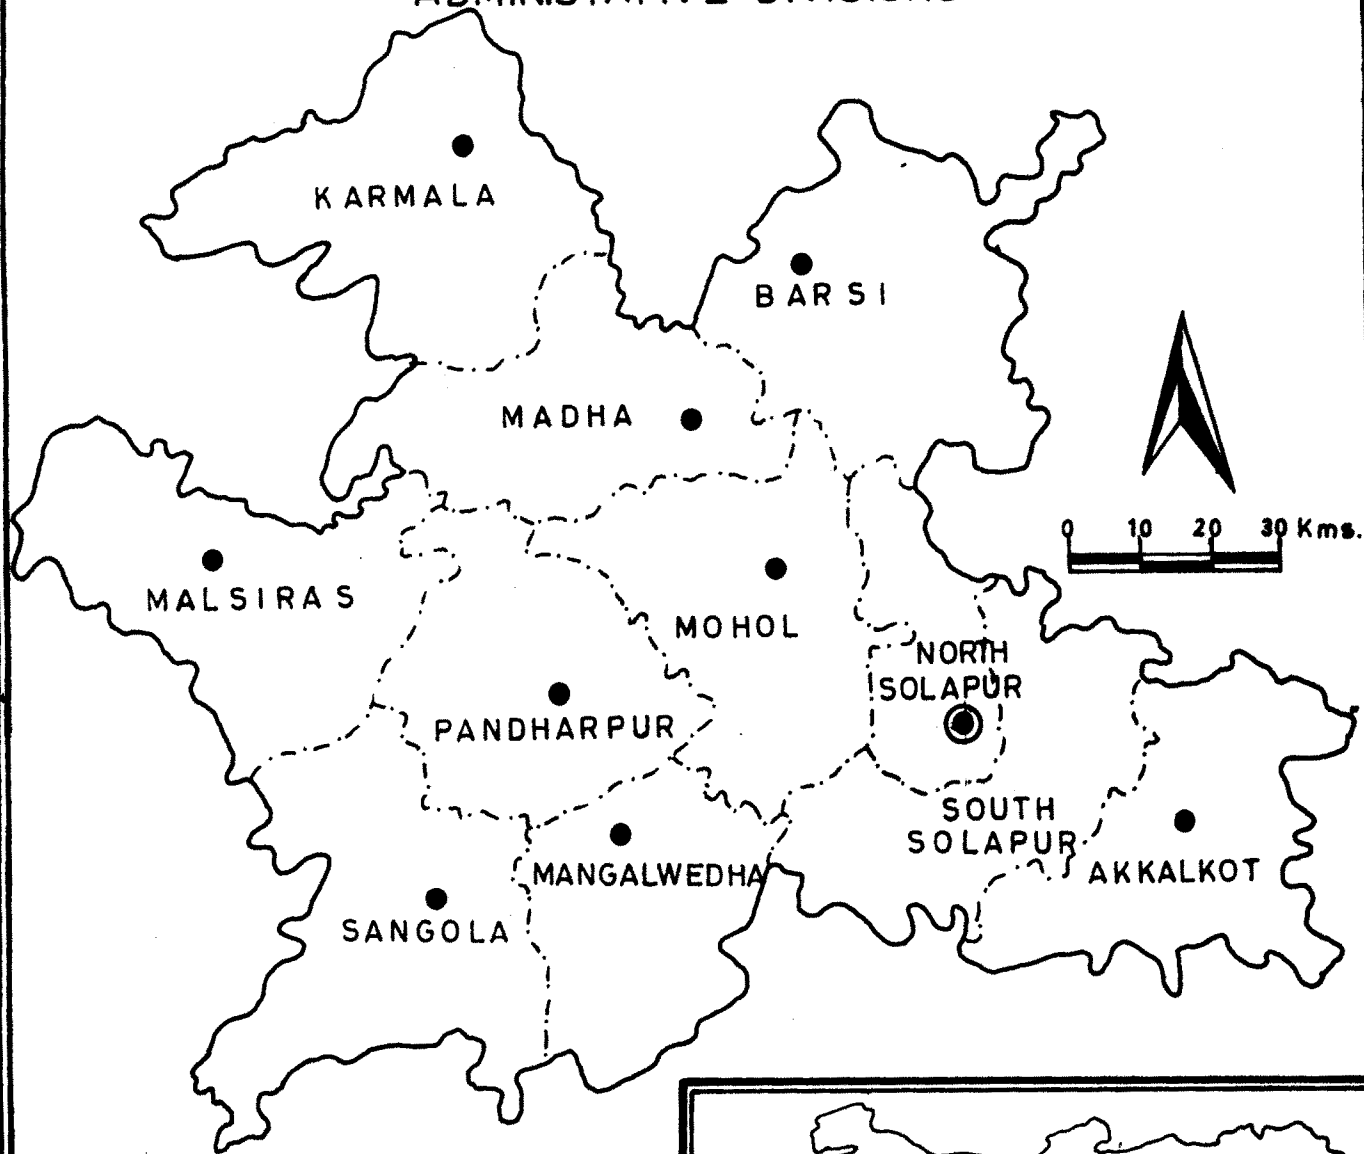 KARMALA
BARSI
MADHA
0 10 20 30 Kms.
MALSIRAS
MOHOL
NORTH
SOLAPUR
PANDHARPUR
SOUTH
SOLAPUR
MANGALWEDHA
AKKALKOT
SANGOLA